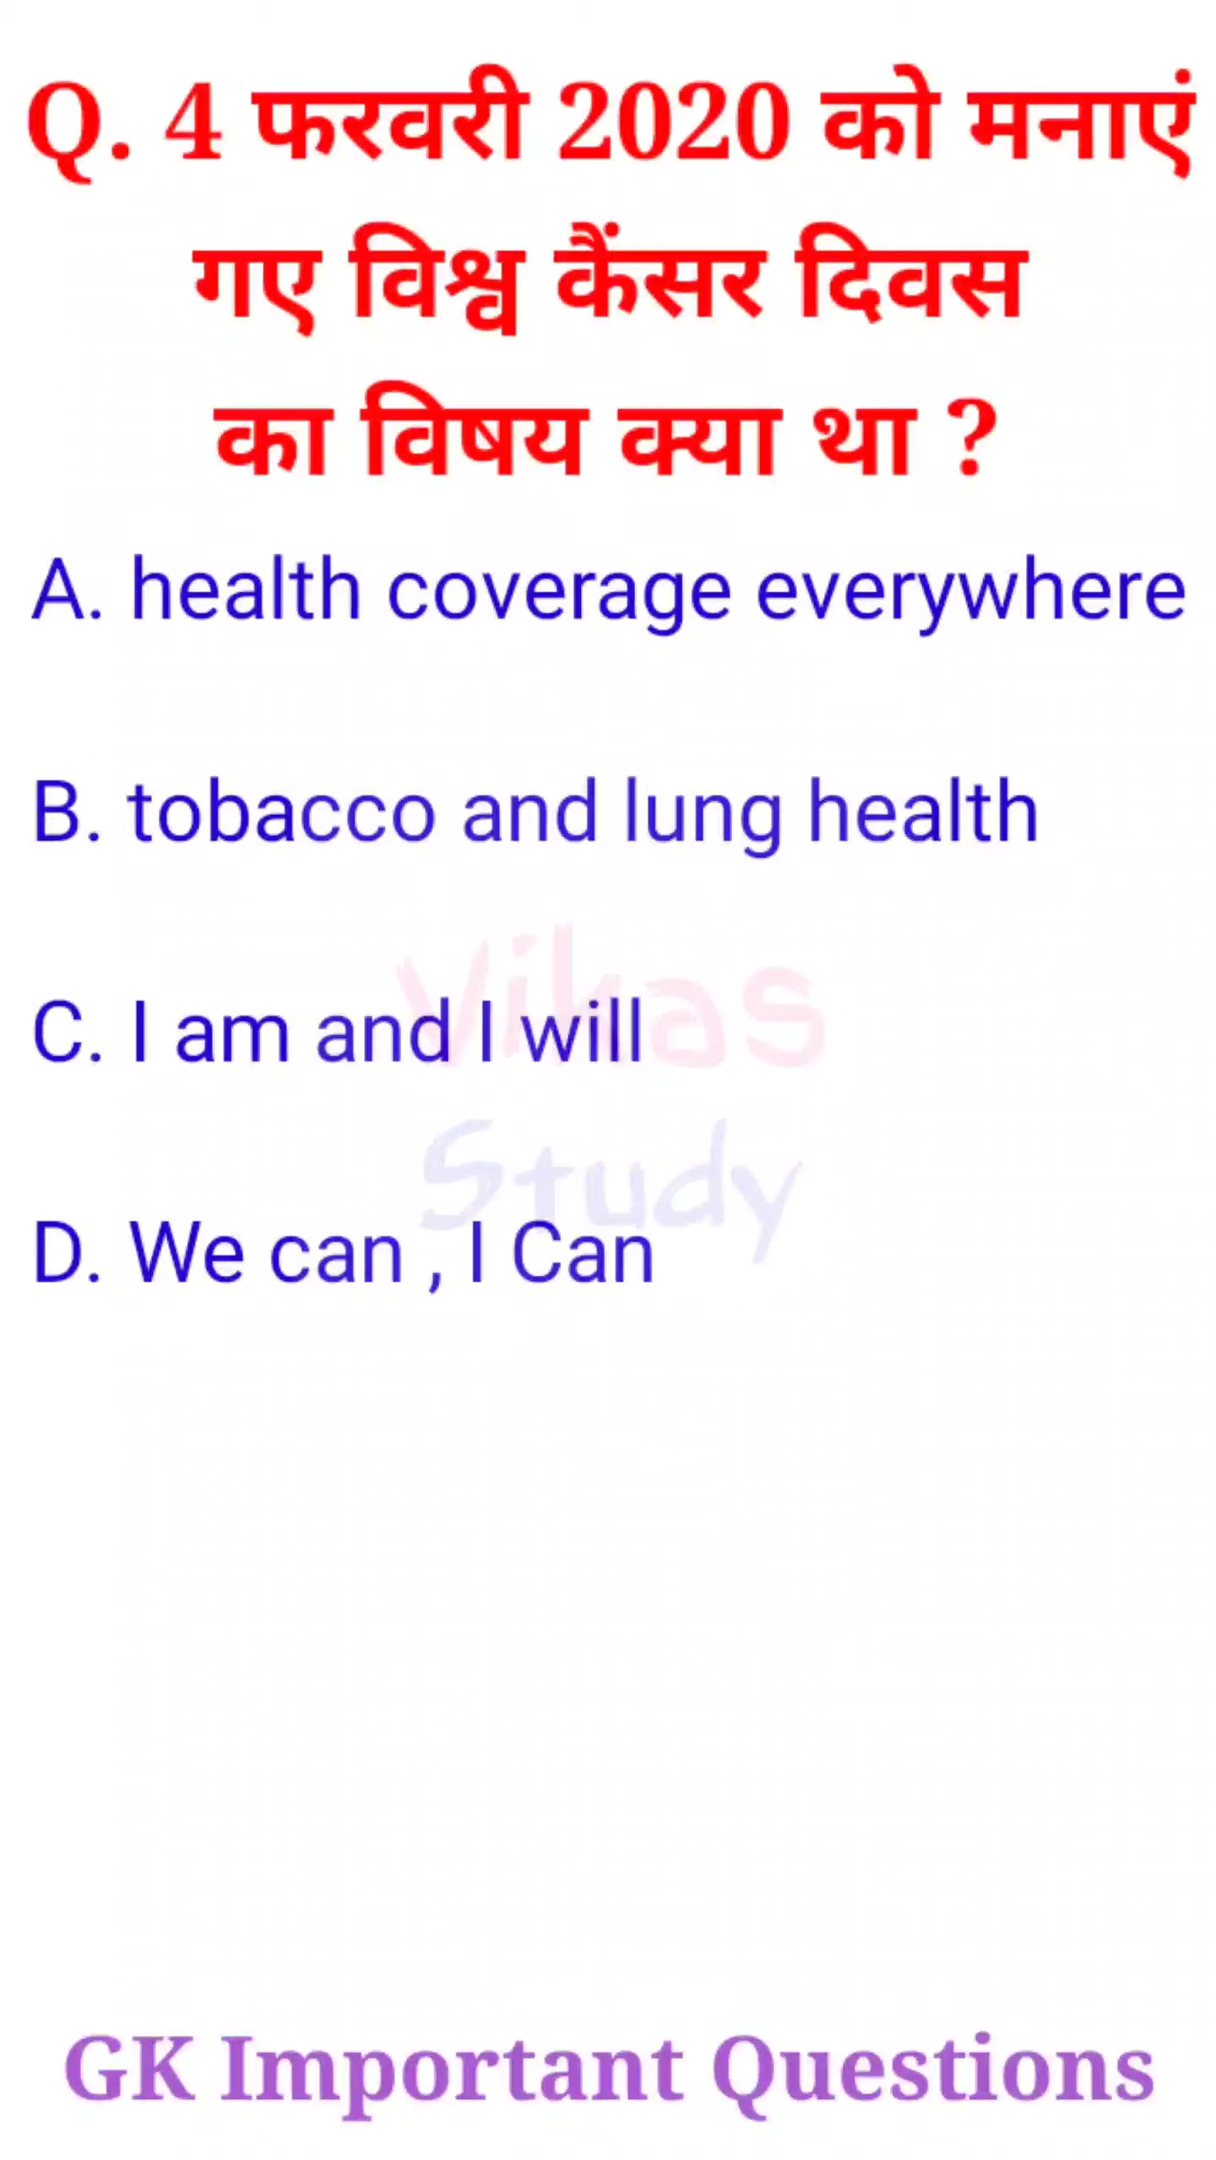 Q. 4 फरवरी 2020 को मनाएं
गए विश्व कैंसर दिवस
का विषय क्या था ?
A. health coverage everywhere
B. tobacco and lung health
Vikas
C. I am and I will
Study
D. We can , I Can
GK Important Questions